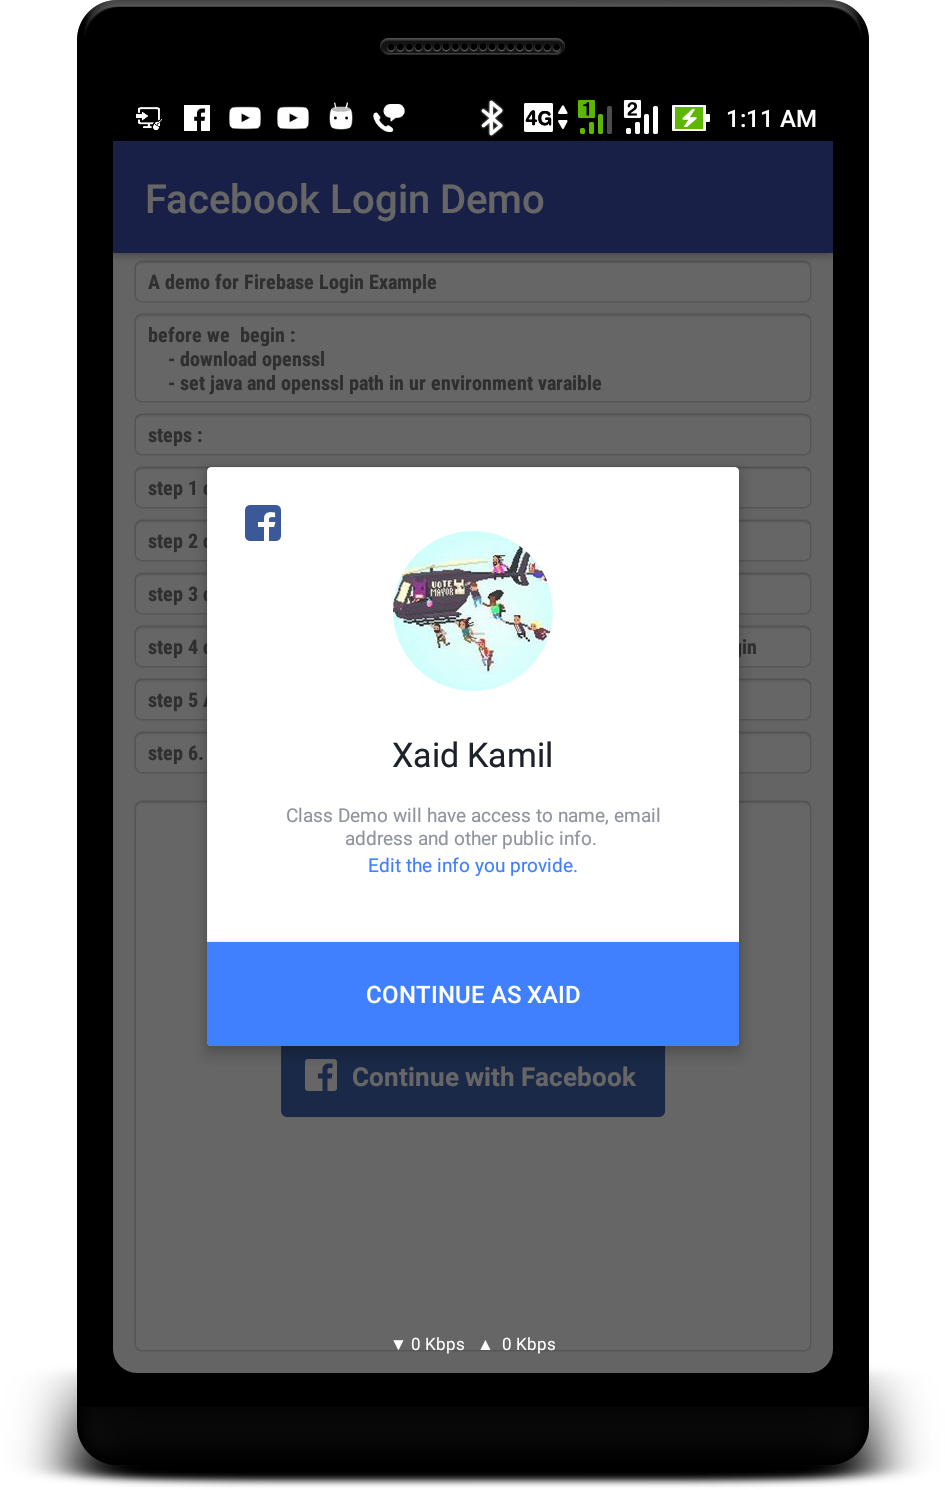 4G 1 2 1:11 AM
Facebook Login Demo
A demo for Firebase Login Example
before we  begin :
- download openssl
- set java and openssl path in ur environment varaible
steps :
step 1
step 2
step 3
step 4 gin
step 5
step 6.
VOTE
MAYOR
Xaid Kamil
Class Demo will have access to name, email
address and other public info.
Edit the info you provide.
CONTINUE AS XAID
Continue with Facebook
▼ 0 Kbps ▲ 0 Kbps